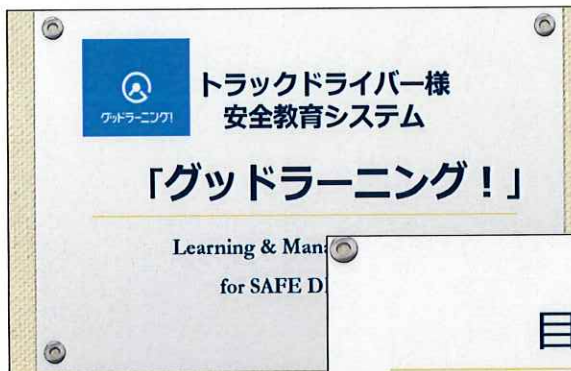 グッドラーニング!
トラックドライバー様
安全教育システム
「グッドラーニング！」
Learning &
for SAFE
目